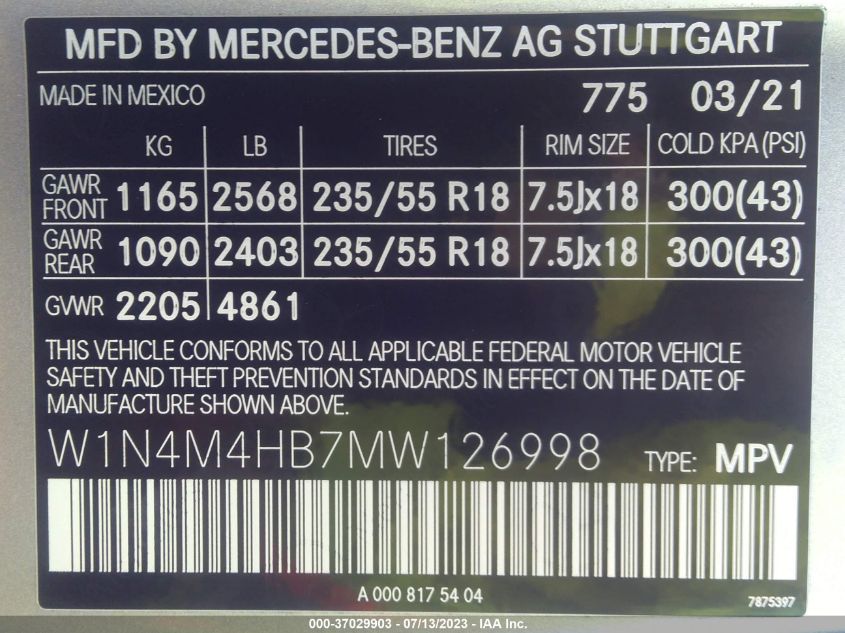 MFD BY MERCEDES-BENZ AG STUTTGART
MADE IN MEXICO 775 03/21
KG LB TIRES RIM SIZE COLD KPA (PSI)
GAWR FRONT 1165 2568 235/55 R18 7.5Jx18 300(43)
GAWR REAR 1090 2403 235/55 R18 7.5Jx18 300(43)
GVWR 2205 4861
THIS VEHICLE CONFORMS TO ALL APPLICABLE FEDERAL MOTOR VEHICLE
SAFETY AND THEFT PREVENTION STANDARDS IN EFFECT ON THE DATE OF
MANUFACTURE SHOWN ABOVE.
W1N4M4HB7MW126998 TYPE: MPV
A 000 817 54 04
7875397
000-37029903 - 07/13/2023 - IAA Inc.